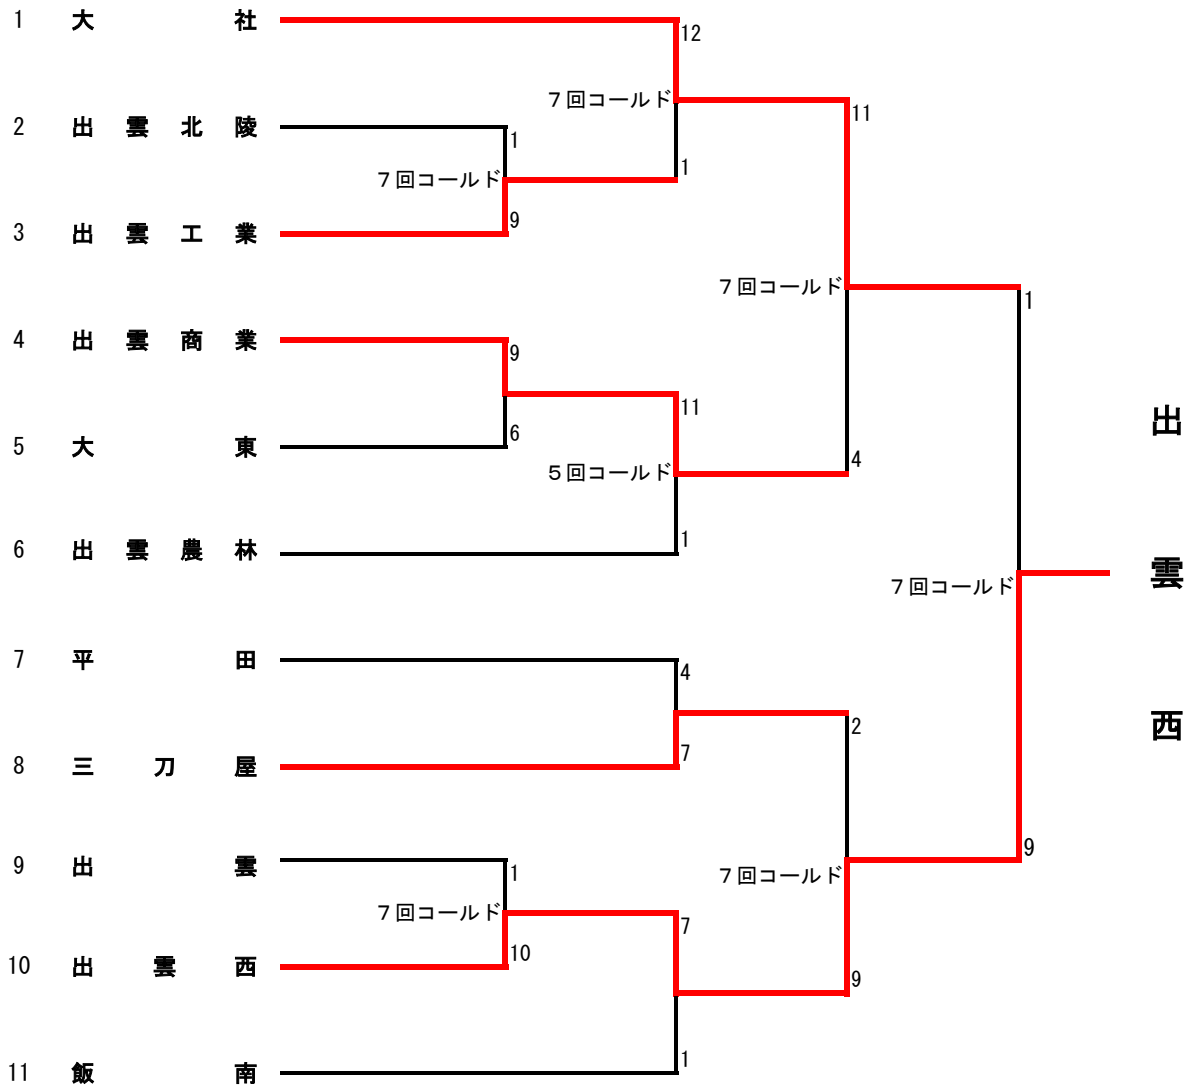 1 大社
12
7回コールド
11
2 出雲北陵
1
1
7回コールド
9
3 出雲工業
7回コールド
1
4 出雲商業
9
11
6
5 大東
4
5回コールド
1
6 出雲農林
出雲西
7回コールド
7 平田
4
2
7
8 三刀屋
9
9 出雲
1
7回コールド
7回コールド
7
10
10 出雲西
9
1
11 飯南